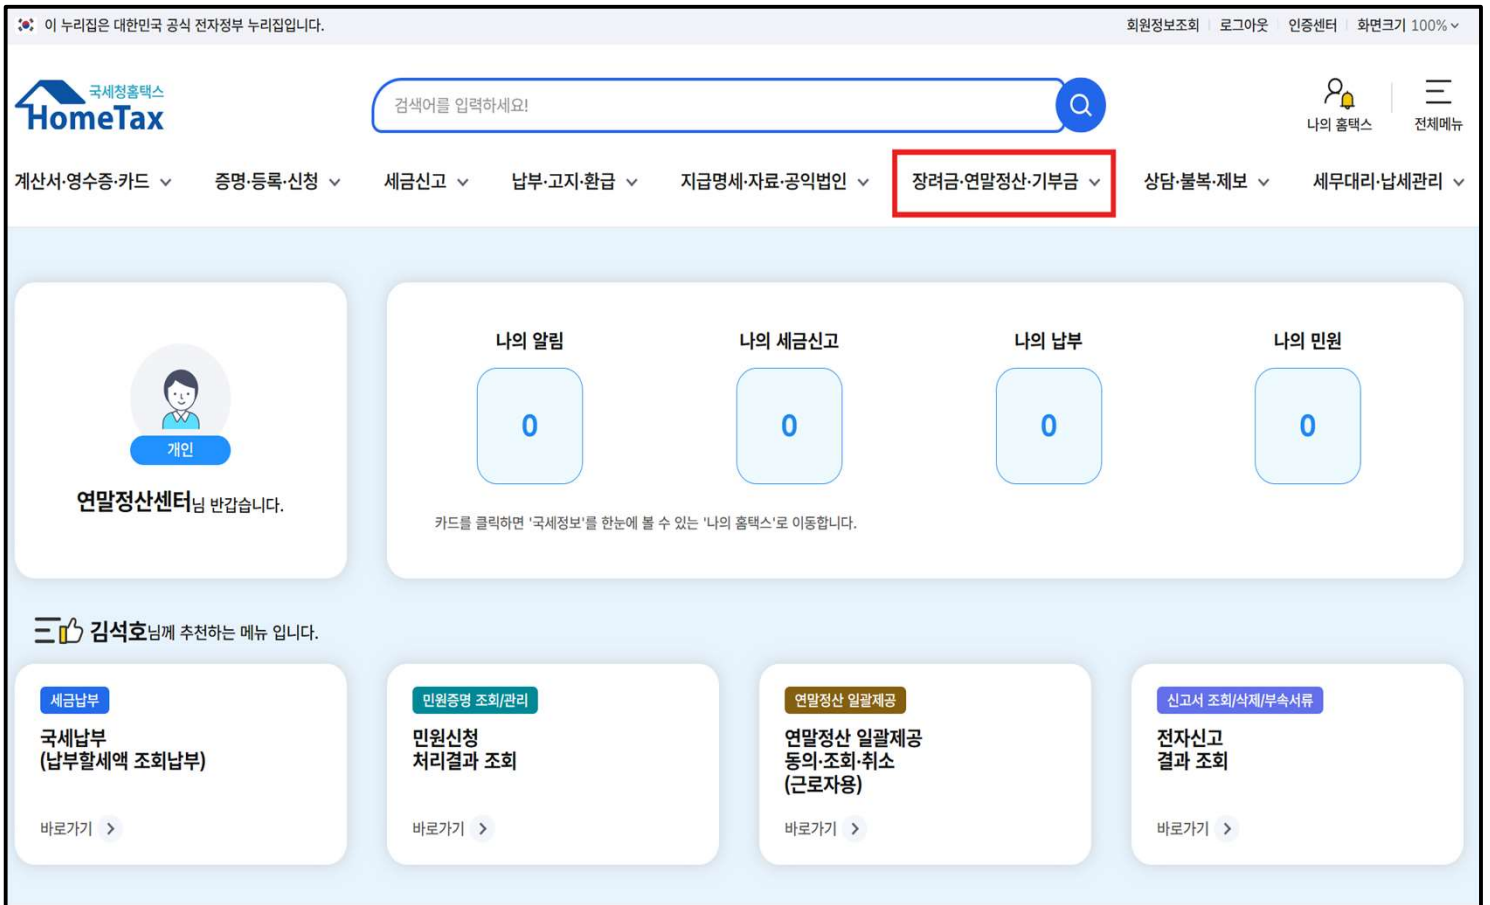 이 누리집은 대한민국 공식 전자정부 누리집입니다.
회원정보조회 로그아웃 인증센터 화면크기 100%
국세청홈택스
HomeTax
검색어를 입력하세요!
나의 홈택스 전체메뉴
계산서·영수증·카드 증명·등록·신청 세금신고 납부·고지·환급 지급명세·자료·공익법인 장려금·연말정산·기부금 상담·불복·제보 세무대리·납세관리
개인
연말정산센터님 반갑습니다.
나의 알림 나의 세금신고 나의 납부 나의 민원
0 0 0 0
카드를 클릭하면 '국세정보'를 한눈에 볼 수 있는 '나의 홈택스'로 이동합니다.
김석호님께 추천하는 메뉴 입니다.
세금납부
국세납부
(납부할세액 조회납부)
바로가기
민원증명 조회/관리
민원신청
처리결과 조회
바로가기
연말정산 일괄제공
연말정산 일괄제공
동의·조회·취소
(근로자용)
바로가기
신고서 조회/삭제/부속서류
전자신고
결과 조회
바로가기